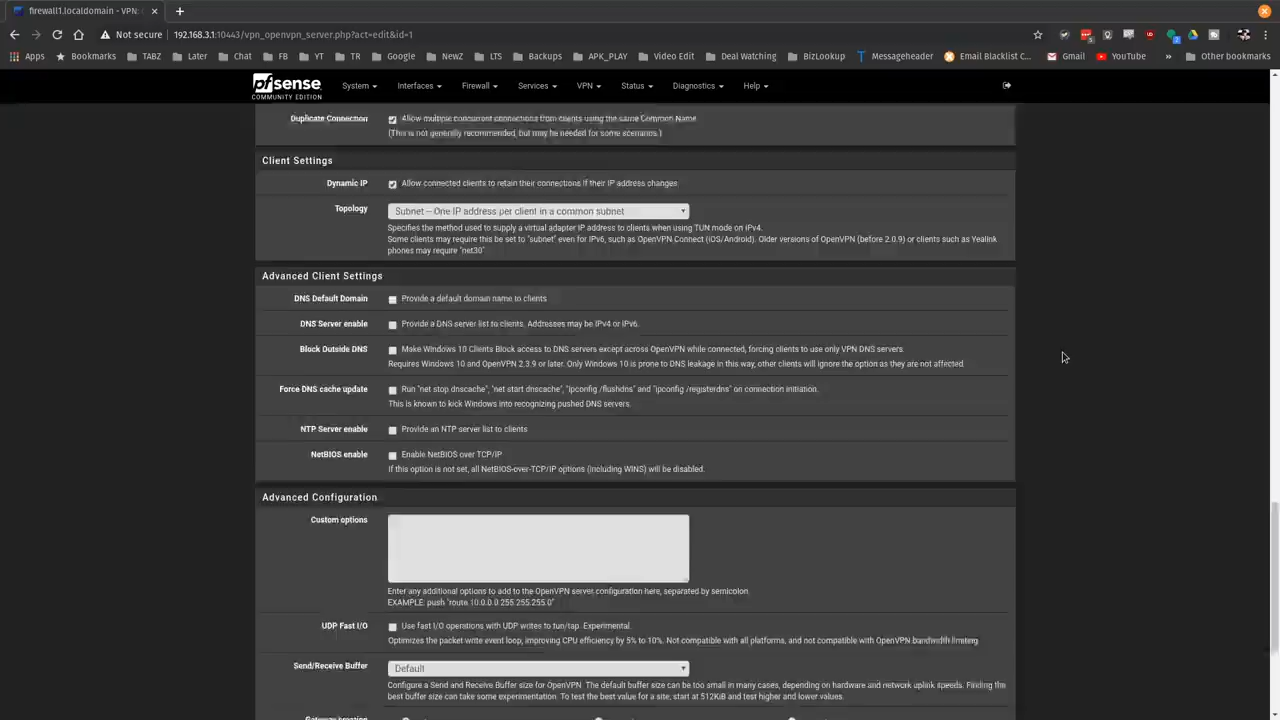 firewall1.localdomain - VPN:
Not secure
192.168.3.1:10443/vpn_openvpn_server.php?act=edit&id=1
Apps
Bookmarks
TABZ
Later
Chat
FB
YT
TR
Google
NewZ
LTS
Backups
APK_PLAY
Video Edit
Deal Watching
BizLookup
Messageheader
Email Blacklist C...
Gmail
YouTube
»
Other bookmarks
pfsense
COMMUNITY EDITION
System
Interfaces
Firewall
Services
VPN
Status
Diagnostics
Help
Duplicate Connection
Allow multiple concurrent connections from clients using the same Common Name
(This is not generally recommended, but may be needed for some scenarios.)
Client Settings
Dynamic IP
Allow connected clients to retain their connections if their IP address changes.
Topology
Subnet -- One IP address per client in a common subnet
Specifies the method used to supply a virtual adapter IP address to clients when using TUN mode on IPv4.
Some clients may require this be set to "subnet" even for IPv6, such as OpenVPN Connect (iOS/Android). Older versions of OpenVPN (before 2.0.9) or clients such as Yealink
phones may require "net30".
Advanced Client Settings
DNS Default Domain
Provide a default domain name to clients
DNS Server enable
Provide a DNS server list to clients. Addresses may be IPv4 or IPv6.
Block Outside DNS
Make Windows 10 Clients Block access to DNS servers except across OpenVPN while connected, forcing clients to use only VPN DNS servers.
Requires Windows 10 and OpenVPN 2.3.9 or later. Only Windows 10 is prone to DNS leakage in this way, other clients will ignore the option as they are not affected.
Force DNS cache update
Run "net stop dnscache", "net start dnscache", "ipconfig /flushdns" and "ipconfig /registerdns" on connection initiation.
This is known to kick Windows into recognizing pushed DNS servers.
NTP Server enable
Provide an NTP server list to clients
NetBIOS enable
Enable NetBIOS over TCP/IP
If this option is not set, all NetBIOS-over-TCP/IP options (including WINS) will be disabled.
Advanced Configuration
Custom options
Enter any additional options to add to the OpenVPN server configuration here, separated by semicolon.
EXAMPLE: push "route 10.0.0.0 255.255.255.0"
UDP Fast I/O
Use fast I/O operations with UDP writes to tun/tap. Experimental.
Optimizes the packet write event loop, improving CPU efficiency by 5% to 10%. Not compatible with all platforms, and not compatible with OpenVPN bandwidth limiting.
Send/Receive Buffer
Default
Configure a Send and Receive Buffer size for OpenVPN. The default buffer size can be too small in many cases, depending on hardware and network uplink speeds. Finding the
best buffer size can take some experimentation. To test the best value for a site, start at 512KiB and test higher and lower values.
Gateway creation